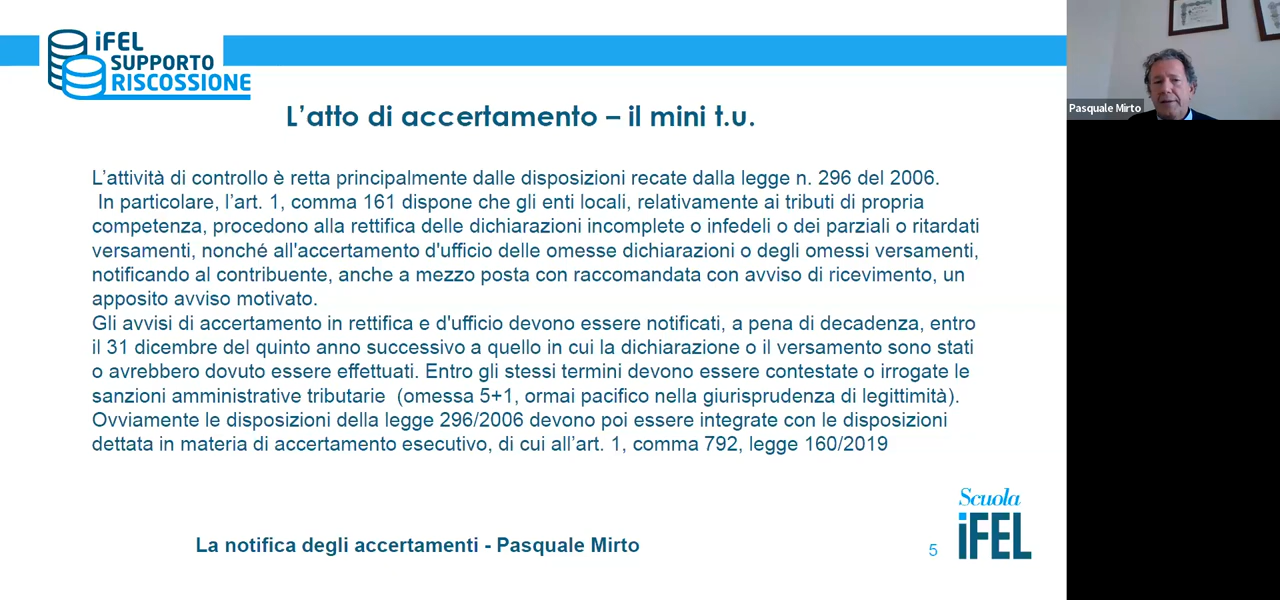 iFEL
SUPPORTO
RISCOSSIONE
L'atto di accertamento – il mini t.u.
Pasquale Mirto
L'attività di controllo è retta principalmente dalle disposizioni recate dalla legge n. 296 del 2006.
In particolare, l'art. 1, comma 161 dispone che gli enti locali, relativamente ai tributi di propria
competenza, procedono alla rettifica delle dichiarazioni incomplete o infedeli o dei parziali o ritardati
versamenti, nonché all'accertamento d'ufficio delle omesse dichiarazioni o degli omessi versamenti,
notificando al contribuente, anche a mezzo posta con raccomandata con avviso di ricevimento, un
apposito avviso motivato.
Gli avvisi di accertamento in rettifica e d'ufficio devono essere notificati, a pena di decadenza, entro
il 31 dicembre del quinto anno successivo a quello in cui la dichiarazione o il versamento sono stati
o avrebbero dovuto essere effettuati. Entro gli stessi termini devono essere contestate o irrogate le
sanzioni amministrative tributarie (omessa 5+1, ormai pacifico nella giurisprudenza di legittimità).
Ovviamente le disposizioni della legge 296/2006 devono poi essere integrate con le disposizioni
dettata in materia di accertamento esecutivo, di cui all'art. 1, comma 792, legge 160/2019
La notifica degli accertamenti - Pasquale Mirto
5
Scuola
iFEL